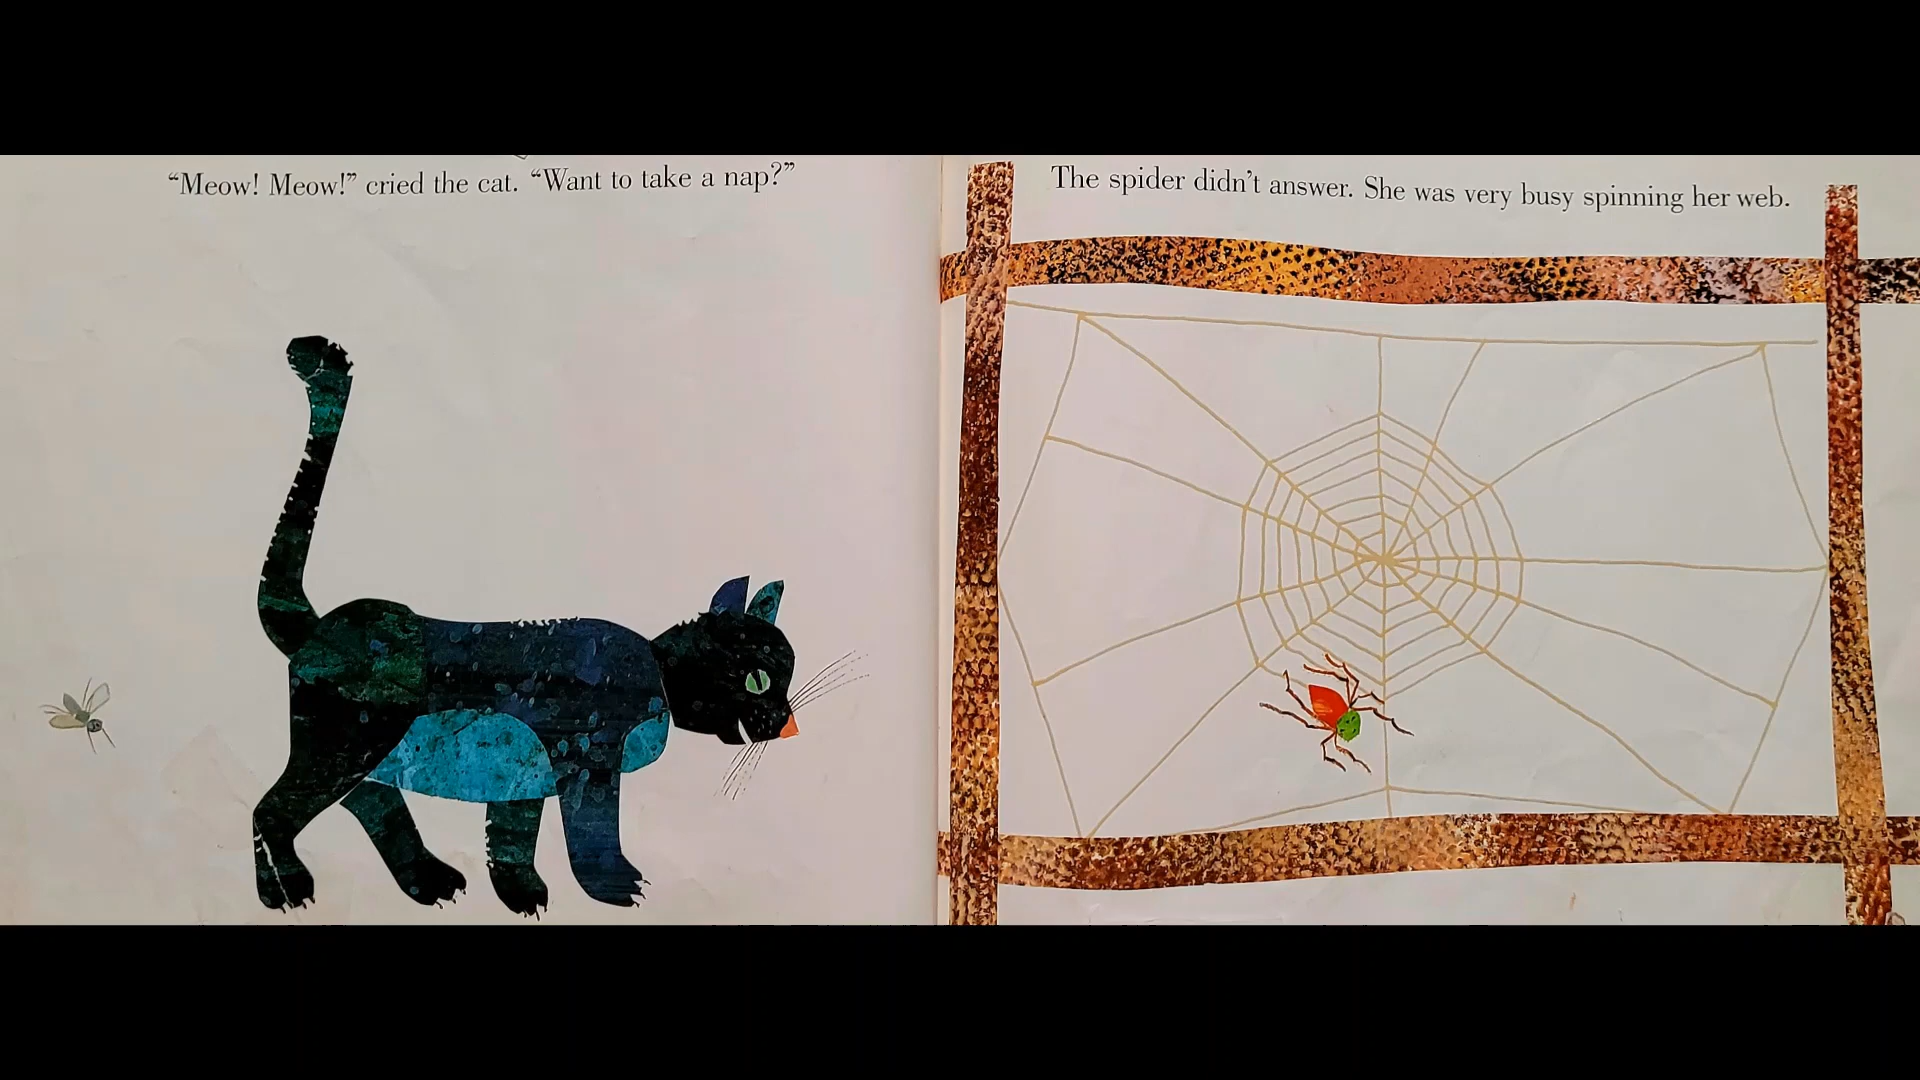 “Meow! Meow!” cried the cat. “Want to take a nap?”
The spider didn’t answer. She was very busy spinning her web.